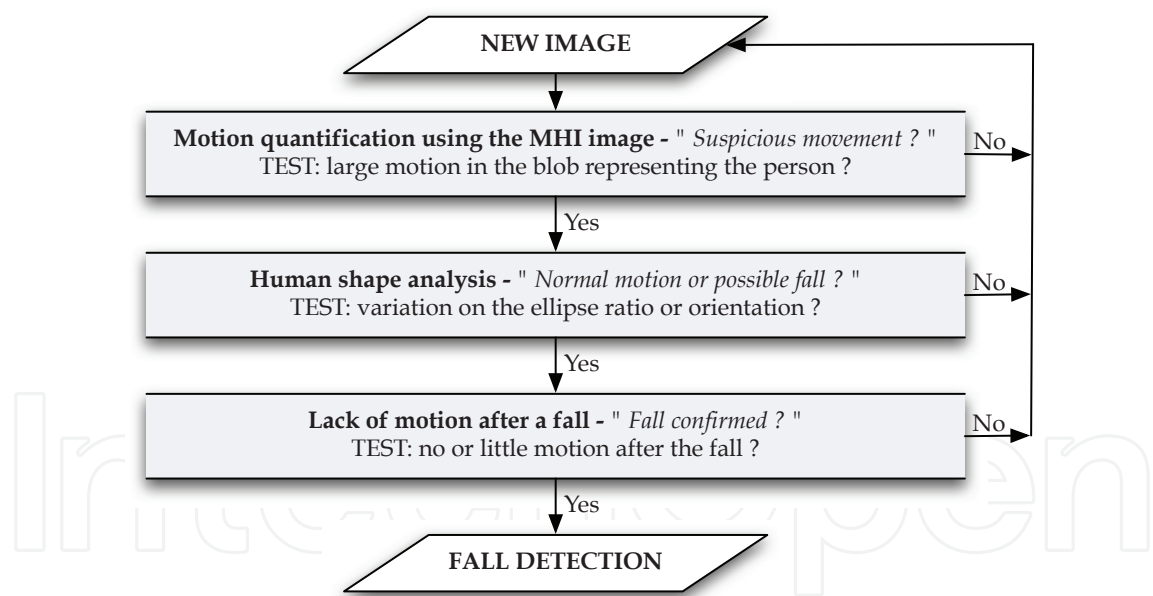 NEW IMAGE
Motion quantification using the MHI image - " Suspicious movement ? "
TEST: large motion in the blob representing the person ?
No
Yes
Human shape analysis - " Normal motion or possible fall ? "
TEST: variation on the ellipse ratio or orientation ?
No
Yes
Lack of motion after a fall - " Fall confirmed ? "
TEST: no or little motion after the fall ?
No
Yes
FALL DETECTION
IntechOpen